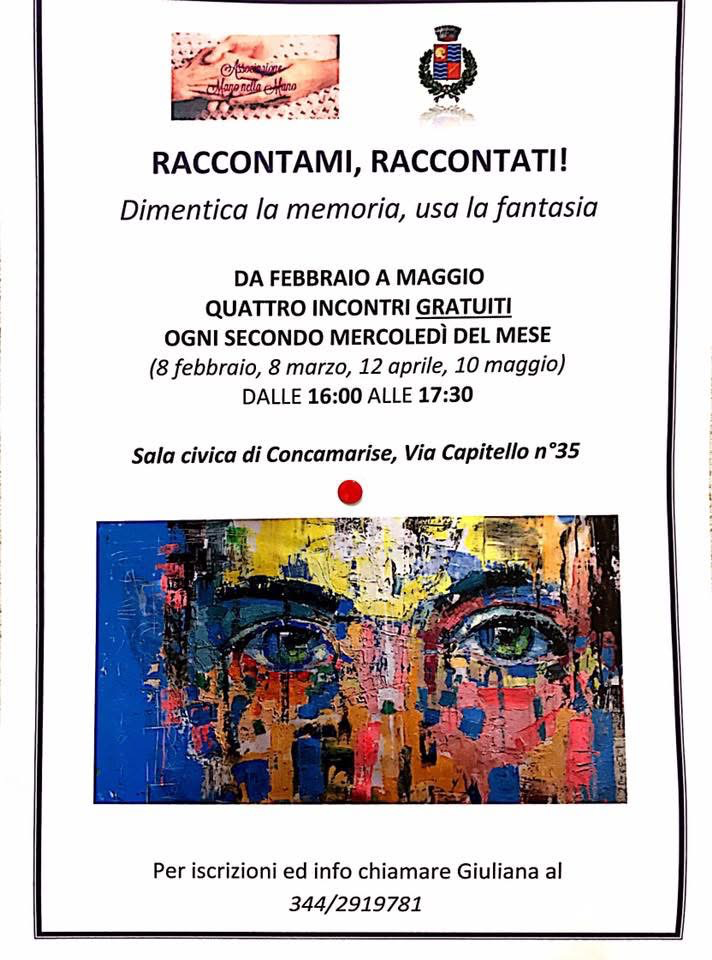 Associazione
Mano nella Mano
RACCONTAMI, RACCONTATI!
Dimentica la memoria, usa la fantasia
DA FEBBRAIO A MAGGIO
QUATTRO INCONTRI GRATUITI
OGNI SECONDO MERCOLEDÌ DEL MESE
(8 febbraio, 8 marzo, 12 aprile, 10 maggio)
DALLE 16:00 ALLE 17:30
Sala civica di Concamarise, Via Capitello n°35
Per iscrizioni ed info chiamare Giuliana al
344/2919781